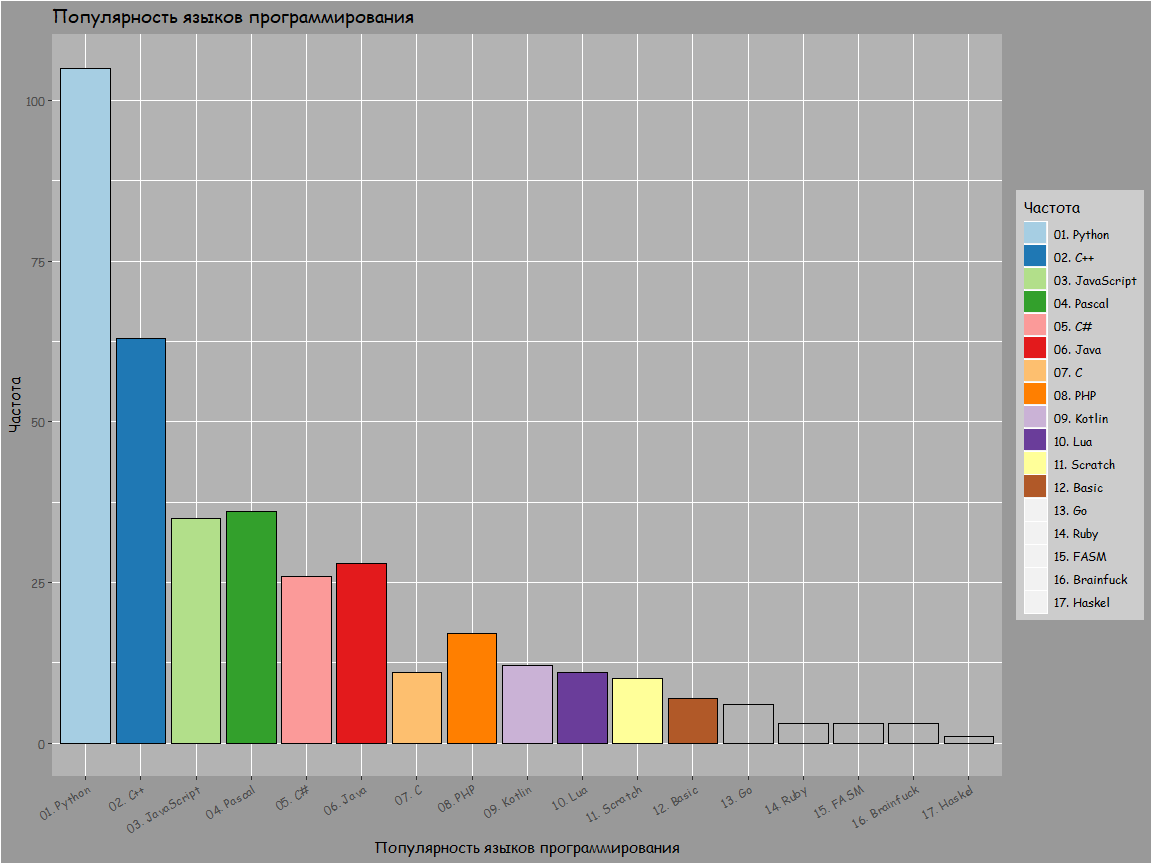 Популярность языков программирования
Частота
100
75
50
25
0
01. Python
02. C++
03. JavaScript
04. Pascal
05. C#
06. Java
07. C
08. PHP
09. Kotlin
10. Lua
11. Scratch
12. Basic
13. Go
14. Ruby
15. FASM
16. Brainfuck
17. Haskel
Популярность языков программирования
Частота
01. Python
02. C++
03. JavaScript
04. Pascal
05. C#
06. Java
07. C
08. PHP
09. Kotlin
10. Lua
11. Scratch
12. Basic
13. Go
14. Ruby
15. FASM
16. Brainfuck
17. Haskel